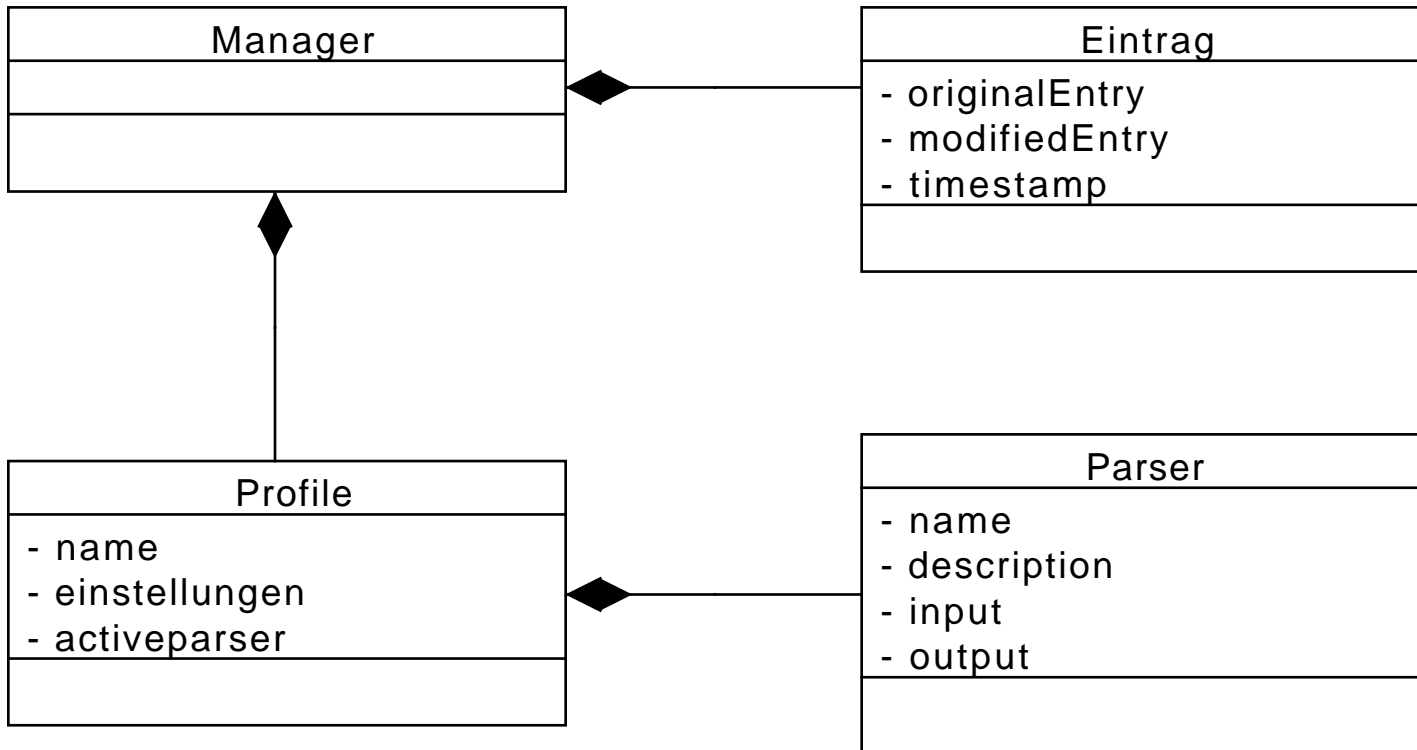 Manager
Eintrag
- originalEntry
- modifiedEntry
- timestamp
Profile
- name
- einstellungen
- activeparser
Parser
- name
- description
- input
- output